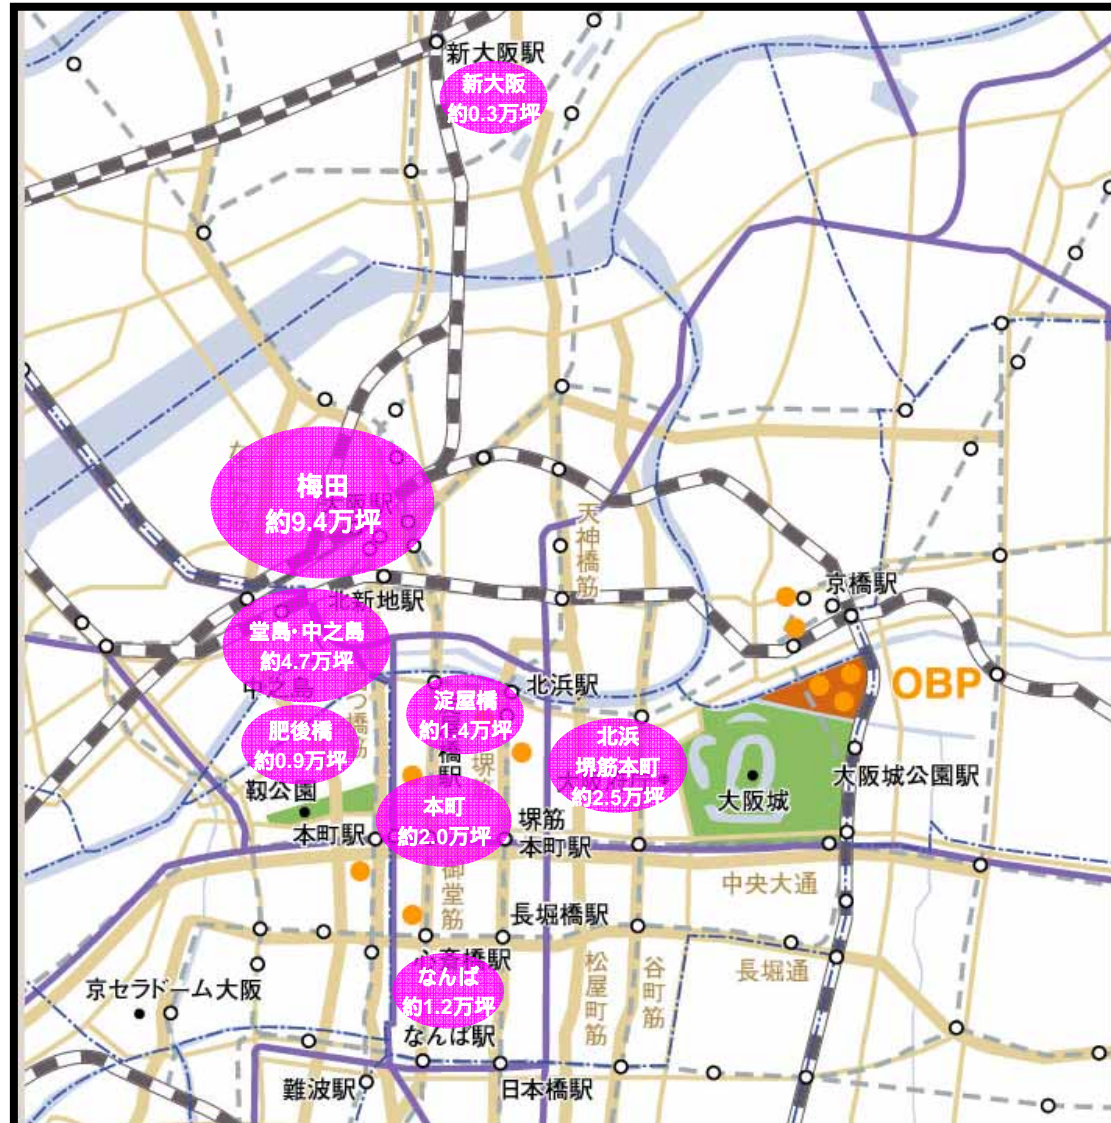 新大阪駅
新大阪
約0.3万坪
梅田
約9.4万坪
天神橋筋
京橋駅
北新地駅
堂島・中之島
約4.7万坪
中之島
OBP
北浜駅
淀屋橋
約1.4万坪
肥後橋
約0.9万坪
北浜
堺筋本町
約2.5万坪
大阪城公園駅
大阪城
靱公園
本町
約2.0万坪
本町駅
堺筋
本町駅
中央大通
御堂筋
長堀橋駅
心斎橋駅
なんば
約1.2万坪
松屋町筋
谷町筋
長堀通
京セラドーム大阪
なんば駅
難波駅
日本橋駅